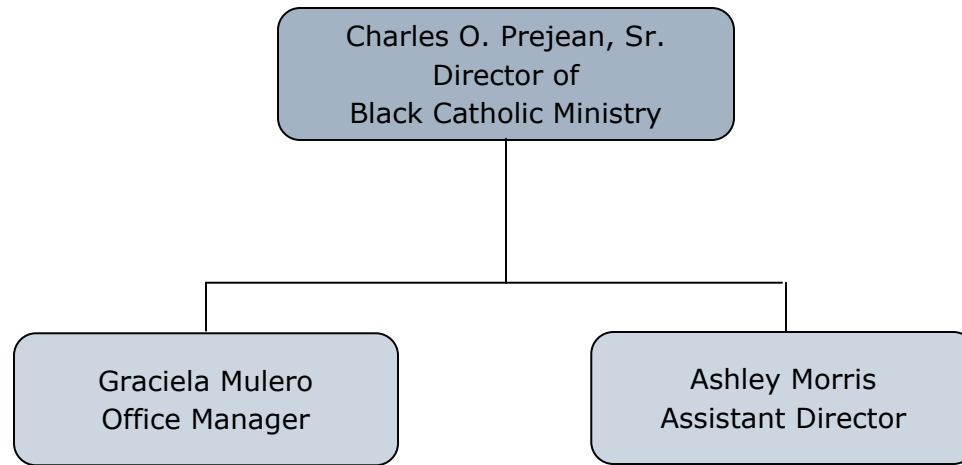 Charles O. Prejean, Sr.
Director of
Black Catholic Ministry
Graciela Mulero
Office Manager
Ashley Morris
Assistant Director